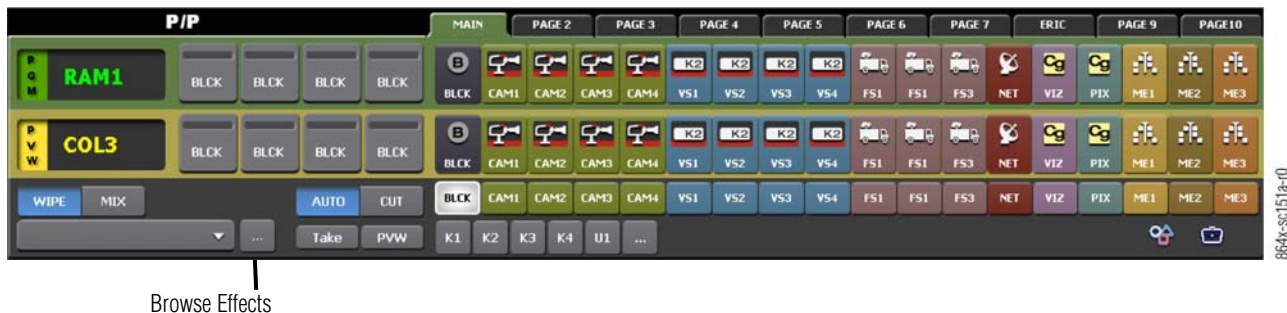 P/P MAIN PAGE 2 PAGE 3 PAGE 4 PAGE 5 PAGE 6 PAGE 7 ERIC PAGE 9 PAGE10
PGM RAM1 BLCK BLCK BLCK BLCK B K2 K2 K2 K2 Cg Cg
BLCK CAM1 CAM2 CAM3 CAM4 VS1 VS2 VS3 VS4 FS1 FS1 FS3 NET VIZ PIX ME1 ME2 ME3
PVW COL3 BLCK BLCK BLCK BLCK B K2 K2 K2 K2 Cg Cg
BLCK CAM1 CAM2 CAM3 CAM4 VS1 VS2 VS3 VS4 FS1 FS1 FS3 NET VIZ PIX ME1 ME2 ME3
WIPE MIX AUTO CUT BLCK CAM1 CAM2 CAM3 CAM4 VS1 VS2 VS3 VS4 FS1 FS1 FS3 NET VIZ PIX ME1 ME2 ME3
... Take PVW K1 K2 K3 K4 U1 ...
Browse Effects
864x-sc151a-r0